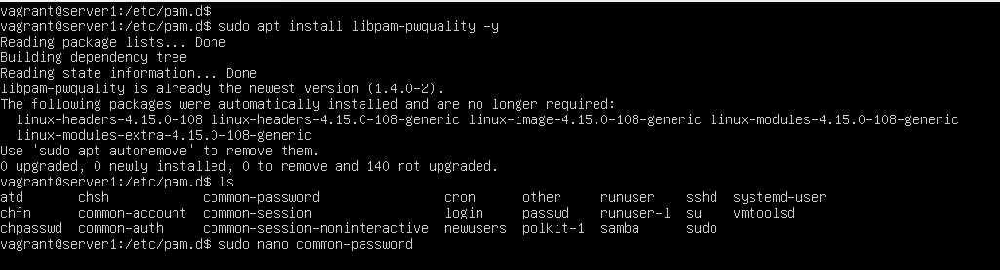 vagrant@server1:/etc/pam.d$
vagrant@server1:/etc/pam.d$ sudo apt install libpam-pwquality -y
Reading package lists... Done
Building dependency tree
Reading state information... Done
libpam-pwquality is already the newest version (1.4.0-2).
The following packages were automatically installed and are no longer required:
  linux-headers-4.15.0-108 linux-headers-4.15.0-108-generic linux-image-4.15.0-108-generic linux-modules-4.15.0-108-generic
  linux-modules-extra-4.15.0-108-generic
Use 'sudo apt autoremove' to remove them.
0 upgraded, 0 newly installed, 0 to remove and 140 not upgraded.
vagrant@server1:/etc/pam.d$ ls
atd       chsh            common-password                cron      other     runuser    sshd  systemd-user
chfn      common-account  common-session                 login     passwd    runuser-l  su    vmtoolsd
chpasswd  common-auth     common-session-noninteractive  newusers  polkit-1  samba      sudo
vagrant@server1:/etc/pam.d$ sudo nano common-password